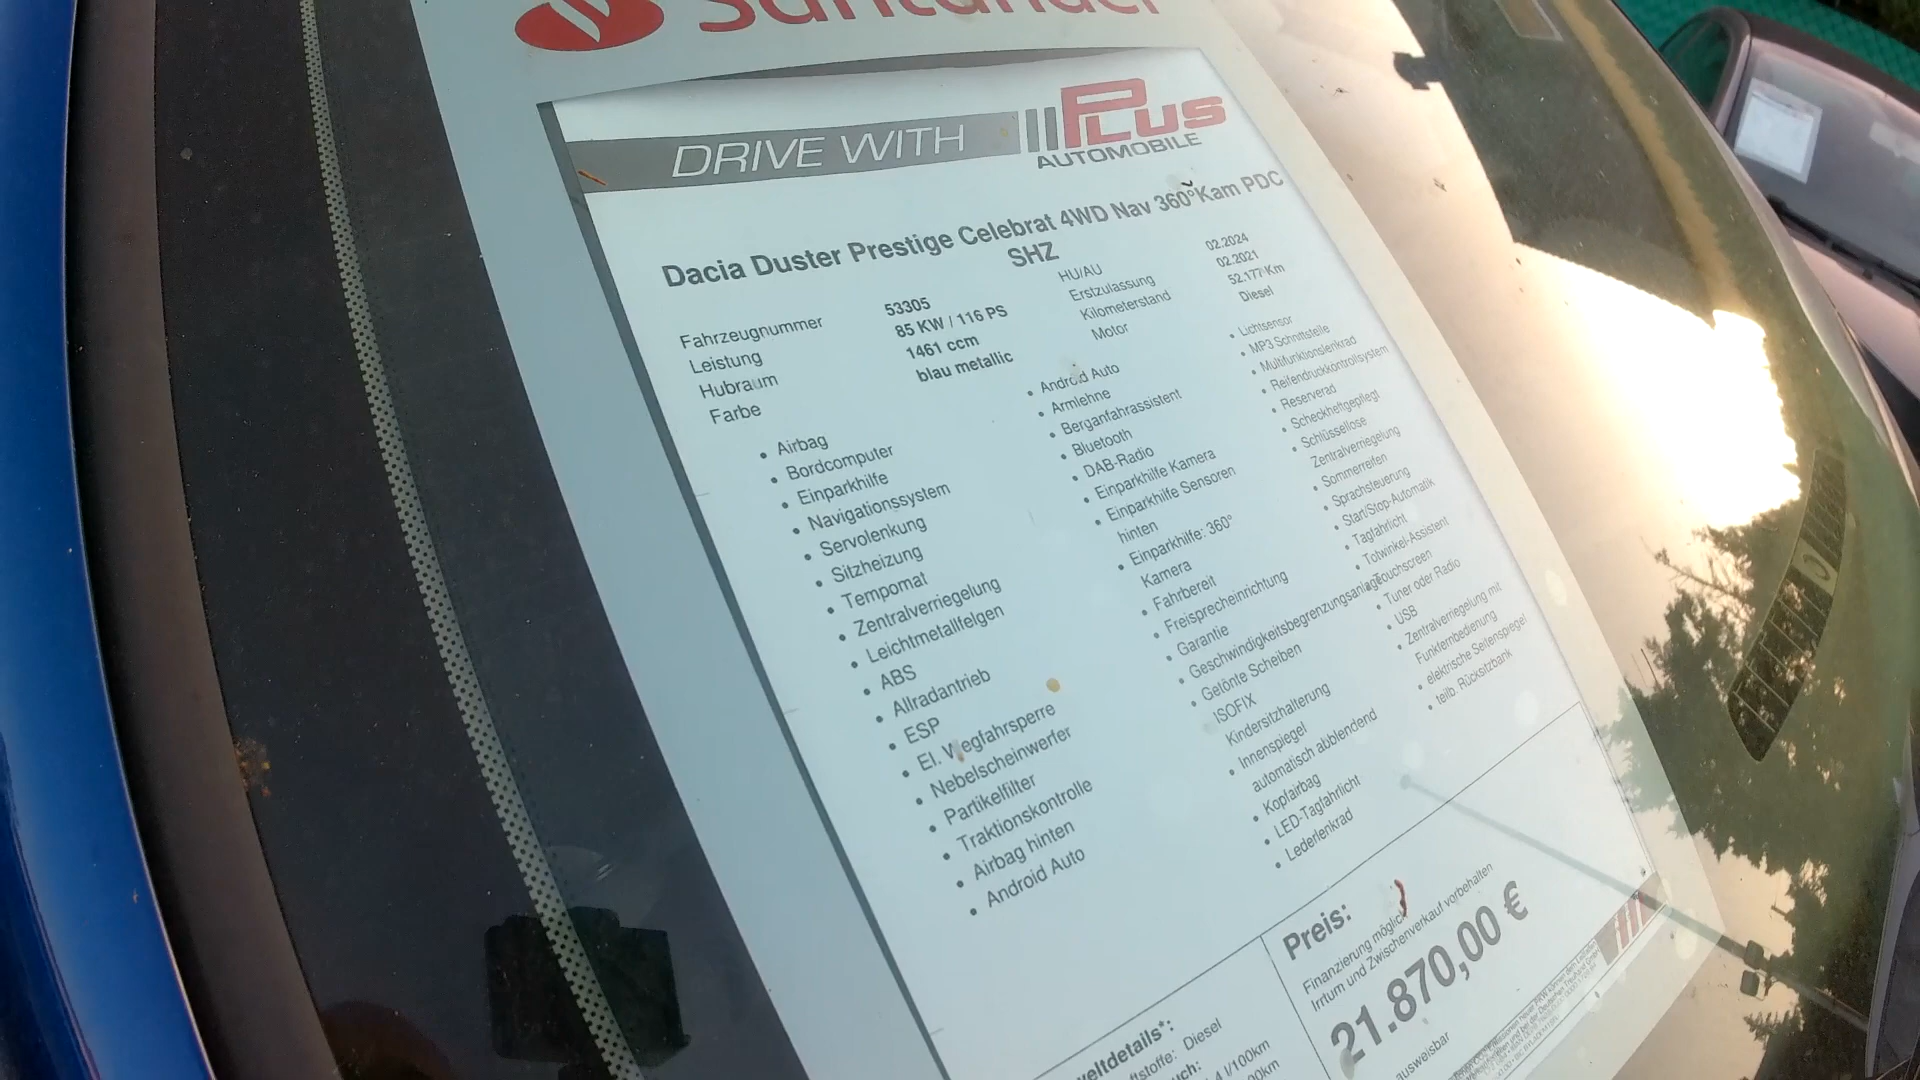 Santander
DRIVE WITH
PLUS
AUTOMOBILE
Dacia Duster Prestige Celebrat 4WD Nav 360°Kam PDC
SHZ
Fahrzeugnummer 53305
Leistung 85 KW / 116 PS
Hubraum 1461 ccm
Farbe blau metallic
HU/AU 02.2024
Erstzulassung 02.2021
Kilometerstand 52.177 Km
Motor Diesel
• Airbag
• Bordcomputer
• Einparkhilfe
• Navigationssystem
• Servolenkung
• Sitzheizung
• Tempomat
• Zentralverriegelung
• Leichtmetallfelgen
• ABS
• Allradantrieb
• ESP
• El. Wegfahrsperre
• Nebelscheinwerfer
• Partikelfilter
• Traktionskontrolle
• Airbag hinten
• Android Auto
• Android Auto
• Armlehne
• Berganfahrassistent
• Bluetooth
• DAB-Radio
• Einparkhilfe Kamera
• Einparkhilfe Sensoren
hinten
• Einparkhilfe: 360°
Kamera
• Fahrbereit
• Freisprecheinrichtung
• Garantie
• Geschwindigkeitsbegrenzungsanlage
• Getönte Scheiben
• ISOFIX
Kindersitzhalterung
• Innenspiegel
automatisch abblendend
• Kopfairbag
• LED-Tagfahrlicht
• Lederlenkrad
• Lichtsensor
• MP3 Schnittstelle
• Multifunktionslenkrad
• Reifendruckkontrollsystem
• Reserverad
• Scheckheftgepflegt
• Schlüssellose
Zentralverriegelung
• Sommerreifen
• Sprachsteuerung
• Start/Stop-Automatik
• Tagfahrlicht
• Totwinkel-Assistent
• Touchscreen
• Tuner oder Radio
• USB
• Zentralverriegelung mit
Funkfernbedienung
• elektrische Seitenspiegel
• teilb. Rücksitzbank
Preis:
Finanzierung möglich
Irrtum und Zwischenverkauf vorbehalten
21.870,00 €
eltdetails*:
ftstoffe: Diesel
uch:
l/100km
ausweisbar